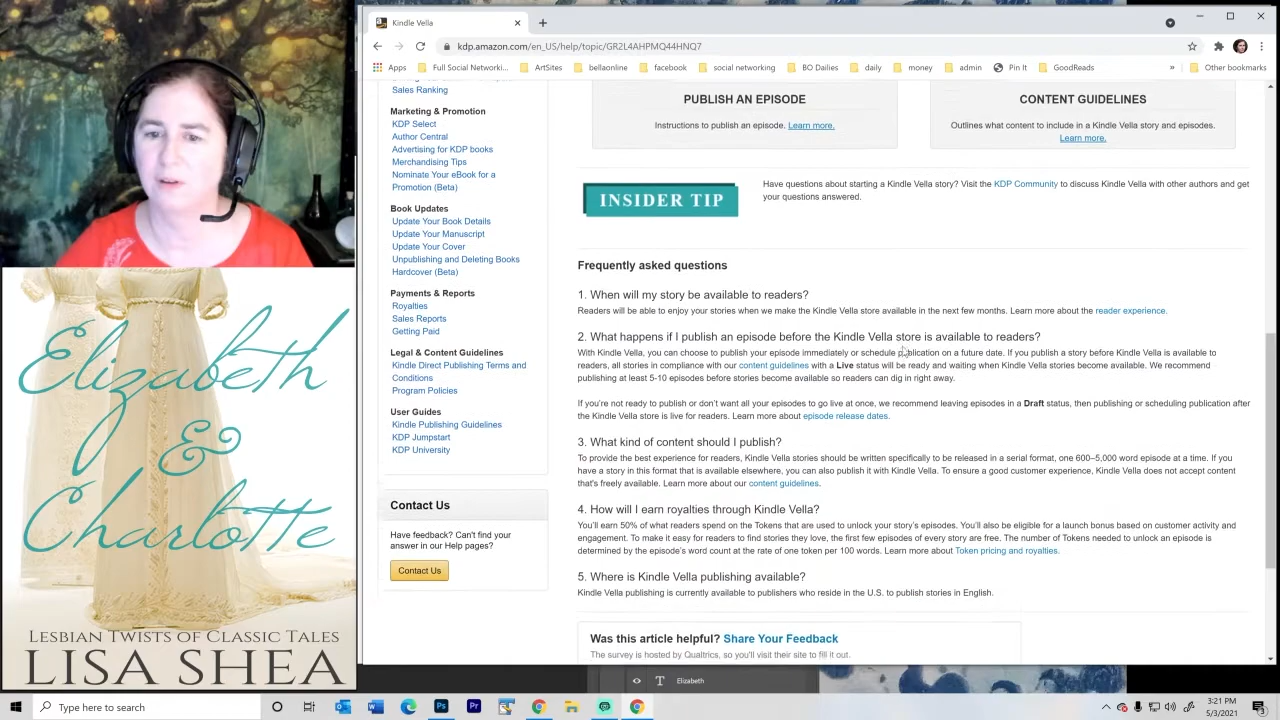 Kindle Vella
kdp.amazon.com/en_US/help/topic/GR2L4AHPMQ44HNQ7
Apps
Full Social Networki...
ArtSites
bellaonline
facebook
social networking
BO Dailies
daily
money
admin
Pin It
GoodReads
»
Other bookmarks
Sales Ranking
Marketing & Promotion
KDP Select
Author Central
Advertising for KDP books
Merchandising Tips
Nominate Your eBook for a
Promotion (Beta)
Book Updates
Update Your Book Details
Update Your Manuscript
Update Your Cover
Unpublishing and Deleting Books
Hardcover (Beta)
Payments & Reports
Royalties
Sales Reports
Getting Paid
Legal & Content Guidelines
Kindle Direct Publishing Terms and
Conditions
Program Policies
User Guides
Kindle Publishing Guidelines
KDP Jumpstart
KDP University
Contact Us
Have feedback? Can't find your
answer in our Help pages?
Contact Us
PUBLISH AN EPISODE
Instructions to publish an episode. Learn more.
CONTENT GUIDELINES
Outlines what content to include in a Kindle Vella story and episodes.
Learn more.
INSIDER TIP
Have questions about starting a Kindle Vella story? Visit the KDP Community to discuss Kindle Vella with other authors and get
your questions answered.
Frequently asked questions
1. When will my story be available to readers?
Readers will be able to enjoy your stories when we make the Kindle Vella store available in the next few months. Learn more about the reader experience.
2. What happens if I publish an episode before the Kindle Vella store is available to readers?
With Kindle Vella, you can choose to publish your episode immediately or schedule publication on a future date. If you publish a story before Kindle Vella is available to
readers, all stories in compliance with our content guidelines with a Live status will be ready and waiting when Kindle Vella stories become available. We recommend
publishing at least 5-10 episodes before stories become available so readers can dig in right away.
If you're not ready to publish or don't want all your episodes to go live at once, we recommend leaving episodes in a Draft status, then publishing or scheduling publication after
the Kindle Vella store is live for readers. Learn more about episode release dates.
3. What kind of content should I publish?
To provide the best experience for readers, Kindle Vella stories should be written specifically to be released in a serial format, one 600–5,000 word episode at a time. If you
have a story in this format that is available elsewhere, you can also publish it with Kindle Vella. To ensure a good customer experience, Kindle Vella does not accept content
that's freely available. Learn more about our content guidelines.
4. How will I earn royalties through Kindle Vella?
You'll earn 50% of what readers spend on the Tokens that are used to unlock your story's episodes. You'll also be eligible for a launch bonus based on customer activity and
engagement. To make it easy for readers to find stories they love, the first few episodes of every story are free. The number of Tokens needed to unlock an episode is
determined by the episode's word count at the rate of one token per 100 words. Learn more about Token pricing and royalties.
5. Where is Kindle Vella publishing available?
Kindle Vella publishing is currently available to publishers who reside in the U.S. to publish stories in English.
Was this article helpful? Share Your Feedback
The survey is hosted by Qualtrics, so you'll visit their site to fill it out.
Elizabeth
&
Charlotte
LESBIAN TWISTS OF CLASSIC TALES
LISA SHEA
T Elizabeth
Type here to search
Ps
Pr
3:21 PM
5/3/2021